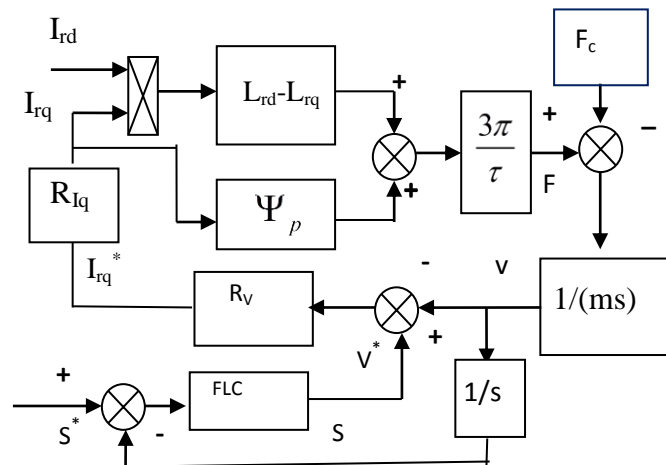 I_rd
I_rq
L_rd-L_rq
+
+
3π/τ
+
F
F_c
−
R_Iq
Ψ_p
I_rq*
R_V
-
v
+
V*
1/(ms)
+
S*
-
FLC
S
1/s